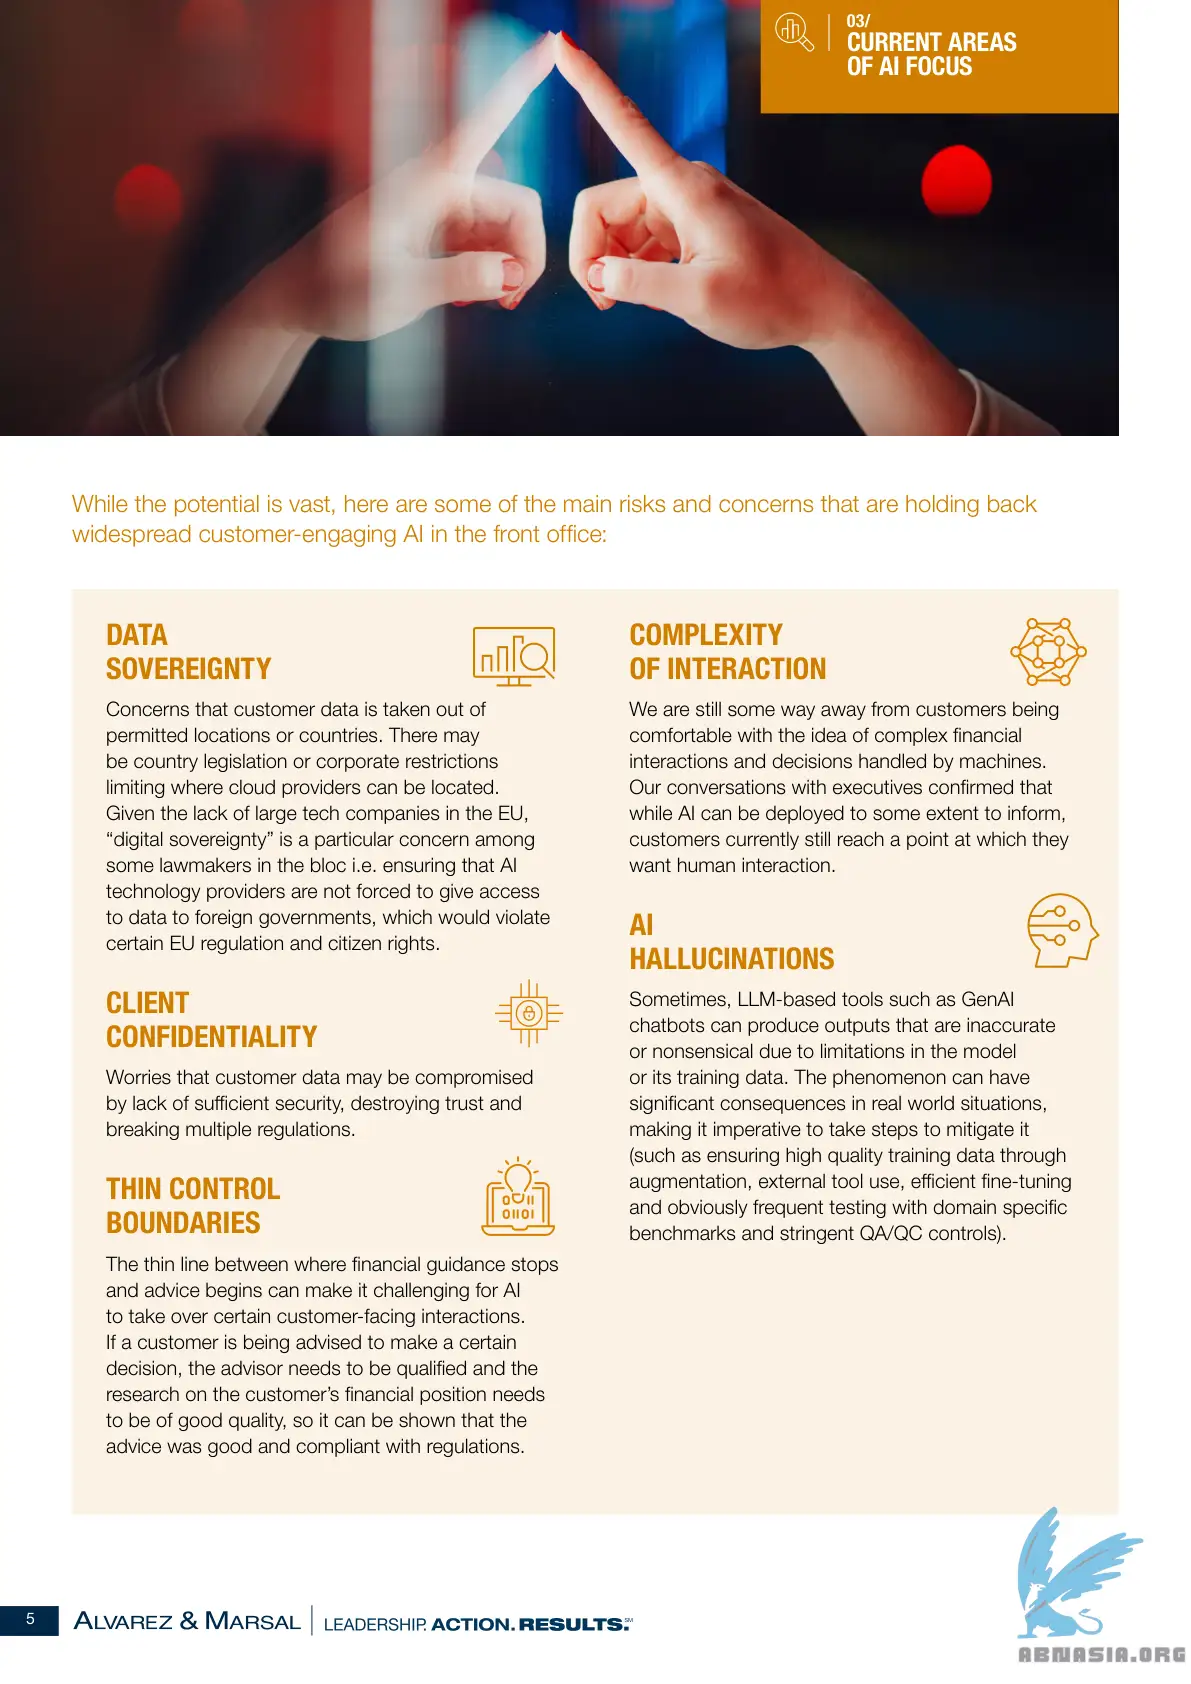 03/
CURRENT AREAS
OF AI FOCUS
While the potential is vast, here are some of the main risks and concerns that are holding back
widespread customer-engaging AI in the front office:
DATA
SOVEREIGNTY
Concerns that customer data is taken out of
permitted locations or countries. There may
be country legislation or corporate restrictions
limiting where cloud providers can be located.
Given the lack of large tech companies in the EU,
“digital sovereignty” is a particular concern among
some lawmakers in the bloc i.e. ensuring that AI
technology providers are not forced to give access
to data to foreign governments, which would violate
certain EU regulation and citizen rights.
CLIENT
CONFIDENTIALITY
Worries that customer data may be compromised
by lack of sufficient security, destroying trust and
breaking multiple regulations.
THIN CONTROL
BOUNDARIES
The thin line between where financial guidance stops
and advice begins can make it challenging for AI
to take over certain customer-facing interactions.
If a customer is being advised to make a certain
decision, the advisor needs to be qualified and the
research on the customer’s financial position needs
to be of good quality, so it can be shown that the
advice was good and compliant with regulations.
COMPLEXITY
OF INTERACTION
We are still some way away from customers being
comfortable with the idea of complex financial
interactions and decisions handled by machines.
Our conversations with executives confirmed that
while AI can be deployed to some extent to inform,
customers currently still reach a point at which they
want human interaction.
AI
HALLUCINATIONS
Sometimes, LLM-based tools such as GenAI
chatbots can produce outputs that are inaccurate
or nonsensical due to limitations in the model
or its training data. The phenomenon can have
significant consequences in real world situations,
making it imperative to take steps to mitigate it
(such as ensuring high quality training data through
augmentation, external tool use, efficient fine-tuning
and obviously frequent testing with domain specific
benchmarks and stringent QA/QC controls).
5
ALVAREZ & MARSAL
LEADERSHIP. ACTION. RESULTS.℠
ABNASIA.ORG